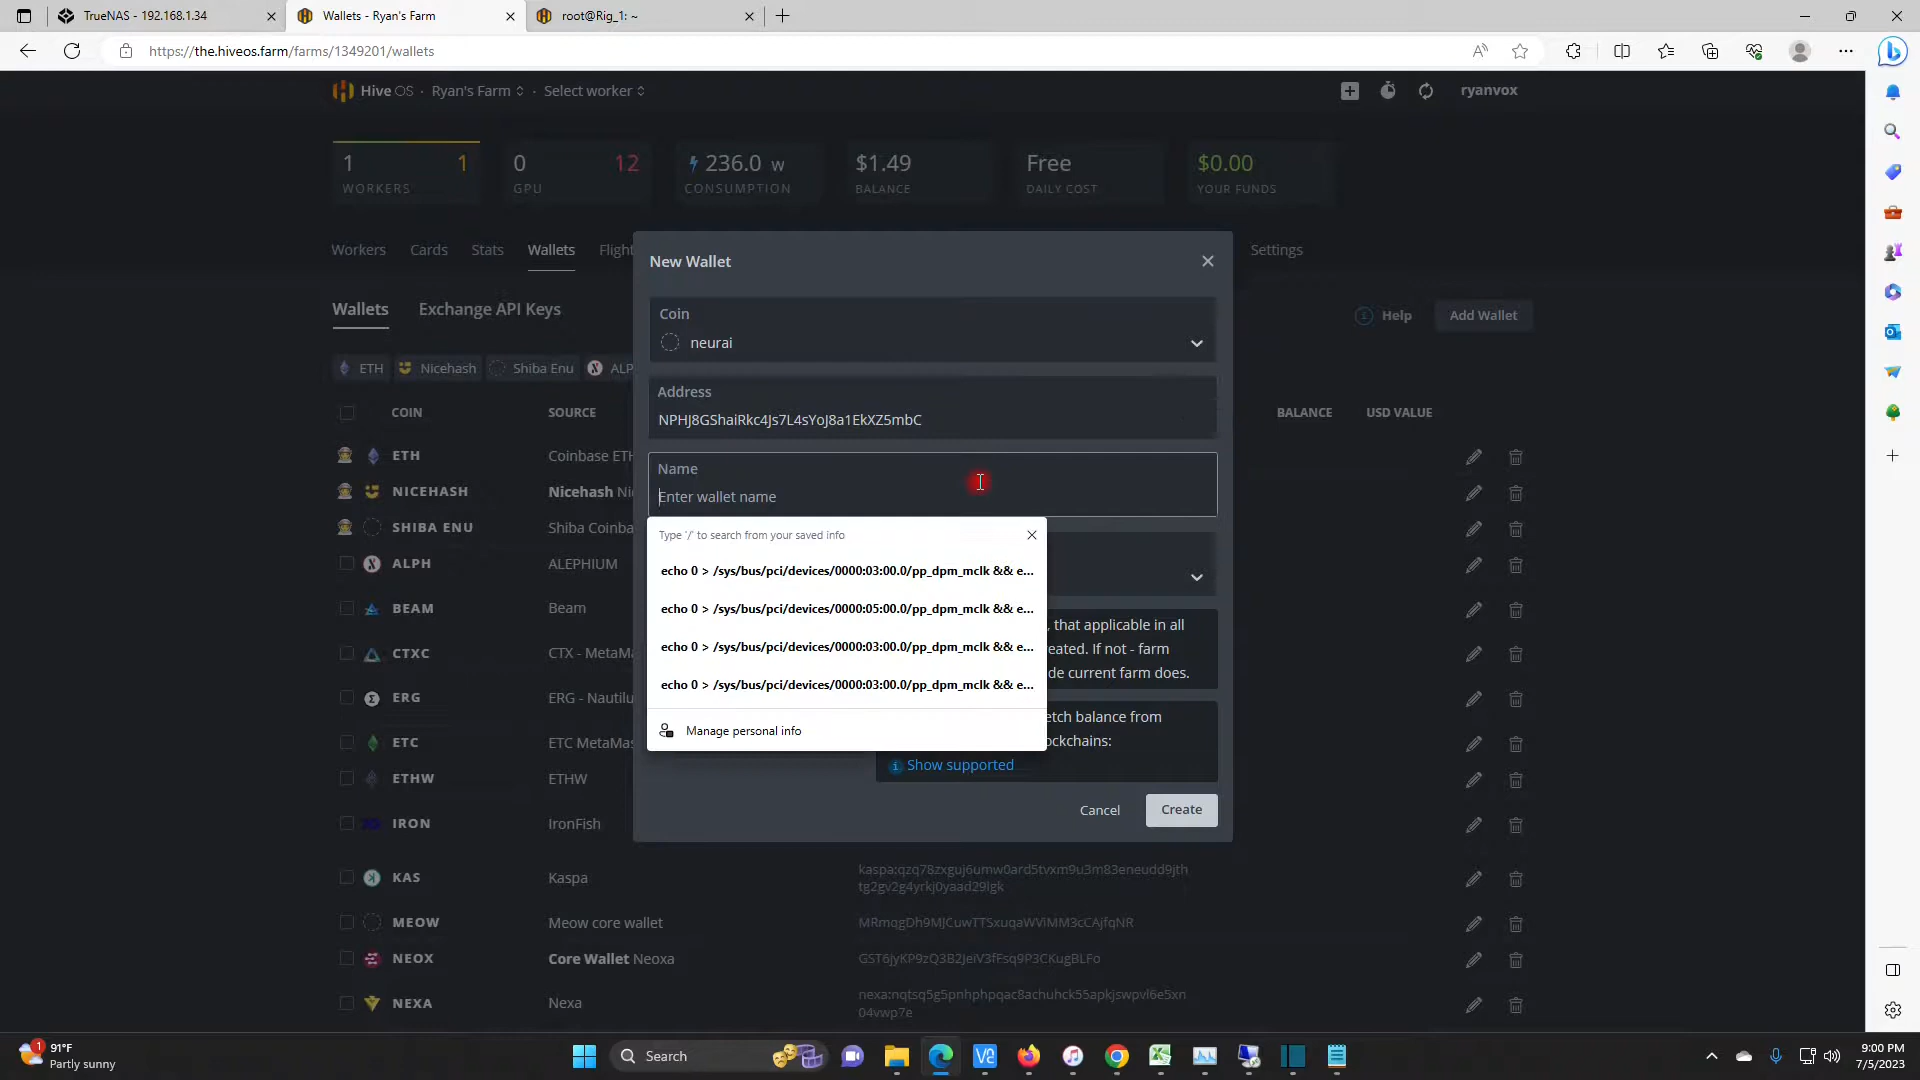 TrueNAS - 192.168.1.34
Wallets - Ryan's Farm
root@Rig_1: ~
https://the.hiveos.farm/farms/1349201/wallets
Hive OS · Ryan's Farm · Select worker
ryanvox
1 1
WORKERS
0 12
GPU
236.0 W
CONSUMPTION
$1.49
BALANCE
Free
DAILY COST
$0.00
YOUR FUNDS
Workers Cards Stats Wallets Flight Settings
New Wallet
Wallets Exchange API Keys
Help
Add Wallet
Coin
neurai
ETH Nicehash Shiba Enu ALP
Address
NPHJ8GShaiRkc4Js7L4sYoJ8a1EkXZ5mbC
COIN SOURCE BALANCE USD VALUE
Name
Enter wallet name
Type '/' to search from your saved info
echo 0 > /sys/bus/pci/devices/0000:03:00.0/pp_dpm_mclk && e...
echo 0 > /sys/bus/pci/devices/0000:05:00.0/pp_dpm_mclk && e...
echo 0 > /sys/bus/pci/devices/0000:03:00.0/pp_dpm_mclk && e...
echo 0 > /sys/bus/pci/devices/0000:03:00.0/pp_dpm_mclk && e...
Manage personal info
, that applicable in all
eated. If not - farm
de current farm does.
etch balance from
ockchains:
Show supported
Cancel
Create
ETH Coinbase ETH
NICEHASH Nicehash Nic
SHIBA ENU Shiba Coinba
ALPH ALEPHIUM
BEAM Beam
CTXC CTX - MetaMa
ERG ERG - Nautilu
ETC ETC MetaMas
ETHW ETHW
IRON IronFish
KAS Kaspa
kaspa:qzq78zxguj6umw0ard5tvxm9u3m83eneudd9jth
tg2gv2g4yrkj0yaad29lgk
MEOW Meow core wallet MRmqgDh9MJCuwTTSxuqaWViMM3cCAjfqNR
NEOX Core Wallet Neoxa GST6jyKP9zQ3B2JeiV3fFsq9P3CKugBLFo
NEXA Nexa
nexa:nqtsq5g5pnhphpqac8achuhck55apkjswpvl6e5xn
04vwp7e
1
91°F
Partly sunny
Search
9:00 PM
7/5/2023